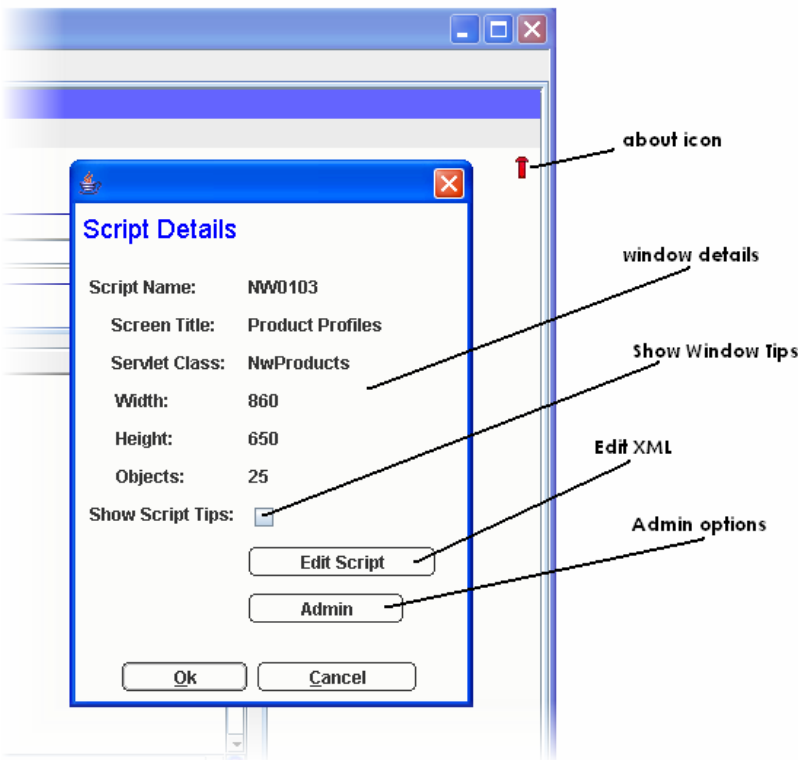 about icon
Script Details
window details
Script Name: NW0103
Screen Title: Product Profiles
Show Window Tips
Servlet Class: NwProducts
Width: 860
Height: 650
Edit XML
Objects: 25
Show Script Tips:
Admin options
Edit Script
Admin
Ok Cancel